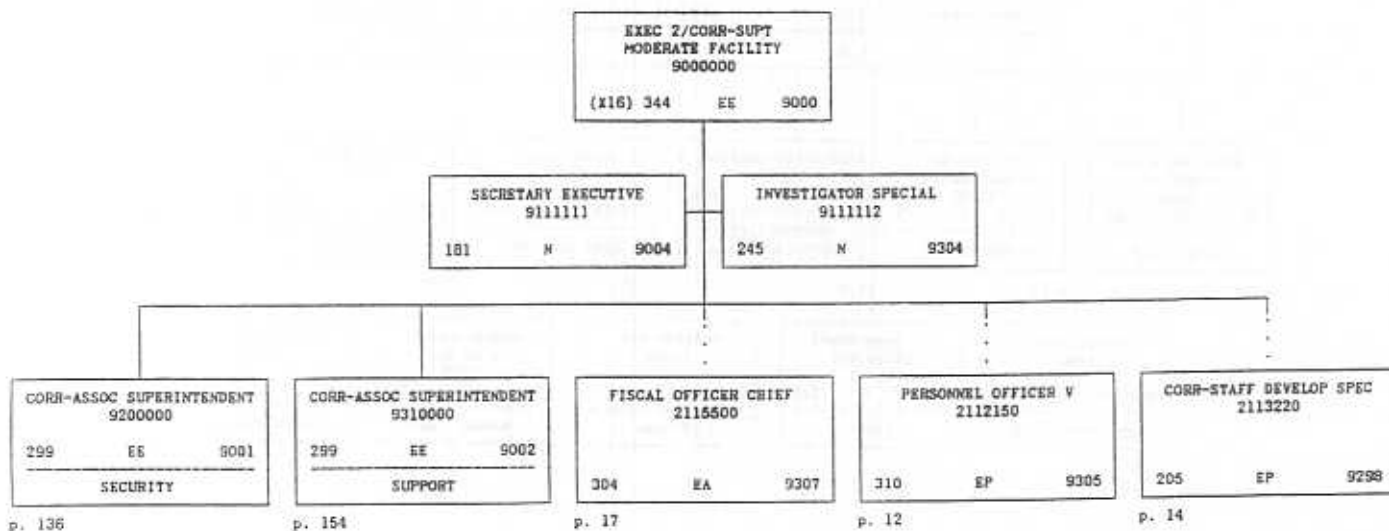 EXEC 2/CORR-SUPT
MODERATE FACILITY
9000000
(X16) 344 EE 9000
SECRETARY EXECUTIVE
9111111
181 N 9004
INVESTIGATOR SPECIAL
9111112
245 N 9304
CORR-ASSOC SUPERINTENDENT
9200000
299 EE 9001
SECURITY
p. 136
CORR-ASSOC SUPERINTENDENT
9310000
299 EE 9002
SUPPORT
p. 154
FISCAL OFFICER CHIEF
2115500
304 EA 9307
p. 17
PERSONNEL OFFICER V
2112150
310 EP 9305
p. 12
CORR-STAFF DEVELOP SPEC
2113220
205 EP 9298
p. 14